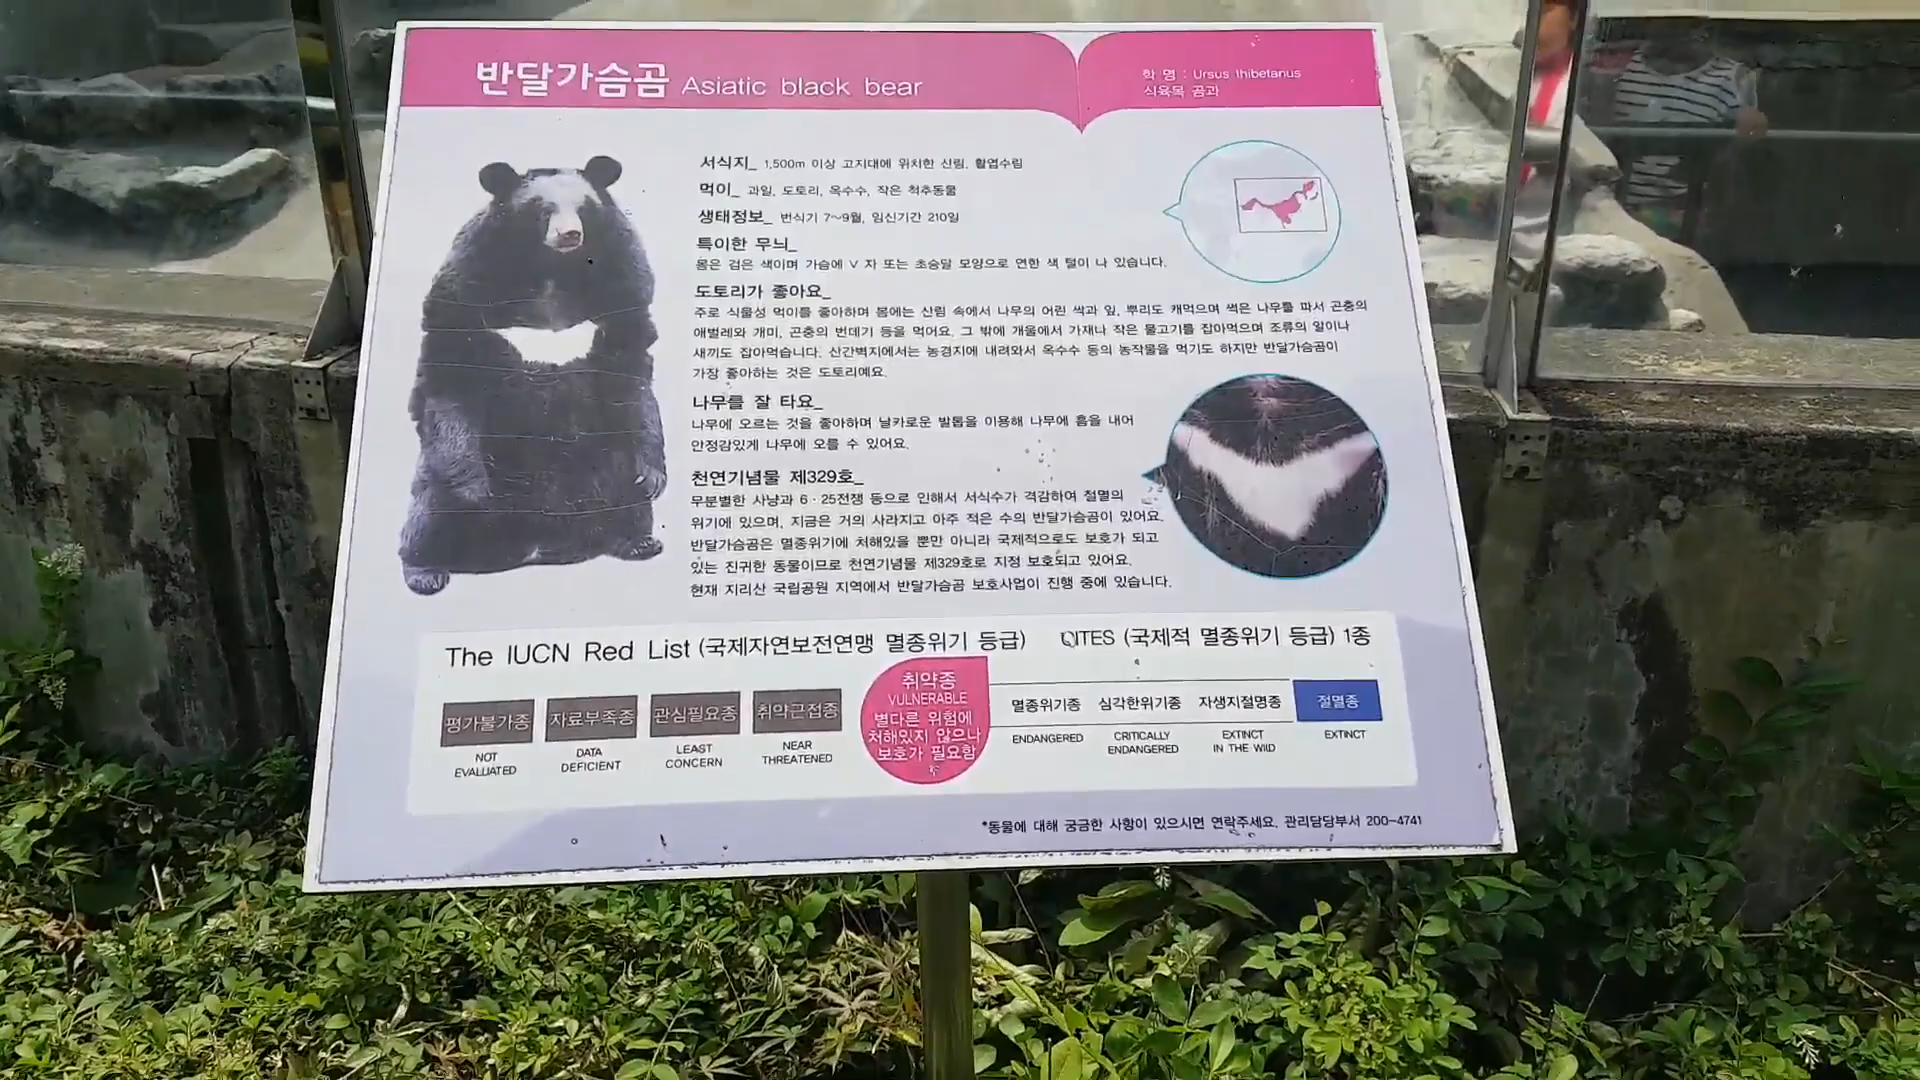 반달가슴곰 Asiatic black bear
학 명 : Ursus thibetanus
식육목 곰과
서식지_ 1,500m 이상 고지대에 위치한 산림, 활엽수림
먹이_ 과일, 도토리, 옥수수, 작은 척추동물
생태정보_ 번식기 7~9월, 임신기간 210일
특이한 무늬_
몸은 검은 색이며 가슴에 V 자 또는 초승달 모양으로 연한 색 털이 나 있습니다.
도토리가 좋아요_
주로 식물성 먹이를 좋아하며 봄에는 산림 속에서 나무의 어린 싹과 잎, 뿌리도 캐먹으며 썩은 나무를 파서 곤충의
애벌레와 개미, 곤충의 번데기 등을 먹어요. 그 밖에 개울에서 가재나 작은 물고기를 잡아먹으며 조류의 알이나
새끼도 잡아먹습니다. 산간벽지에서는 농경지에 내려와서 옥수수 등의 농작물을 먹기도 하지만 반달가슴곰이
가장 좋아하는 것은 도토리예요.
나무를 잘 타요_
나무에 오르는 것을 좋아하며 날카로운 발톱을 이용해 나무에 흠을 내어
안정감있게 나무에 오를 수 있어요.
천연기념물 제329호_
무분별한 사냥과 6·25전쟁 등으로 인해서 서식수가 격감하여 절멸의
위기에 있으며, 지금은 거의 사라지고 아주 적은 수의 반달가슴곰이 있어요.
반달가슴곰은 멸종위기에 처해있을 뿐만 아니라 국제적으로도 보호가 되고
있는 진귀한 동물이므로 천연기념물 제329호로 지정 보호되고 있어요.
현재 지리산 국립공원 지역에서 반달가슴곰 보호사업이 진행 중에 있습니다.
The IUCN Red List (국제자연보전연맹 멸종위기 등급) CITES (국제적 멸종위기 등급) 1종
평가불가종 자료부족종 관심필요종 취약근접종
NOT EVALUATED
DATA DEFICIENT
LEAST CONCERN
NEAR THREATENED
취약종
VULNERABLE
별다른 위험에
처해있지 않으나
보호가 필요함
멸종위기종 심각한위기종 자생지절명종 절멸종
ENDANGERED
CRITICALLY ENDANGERED
EXTINCT IN THE WILD
EXTINCT
*동물에 대해 궁금한 사항이 있으시면 연락주세요. 관리담당부서 200-4741